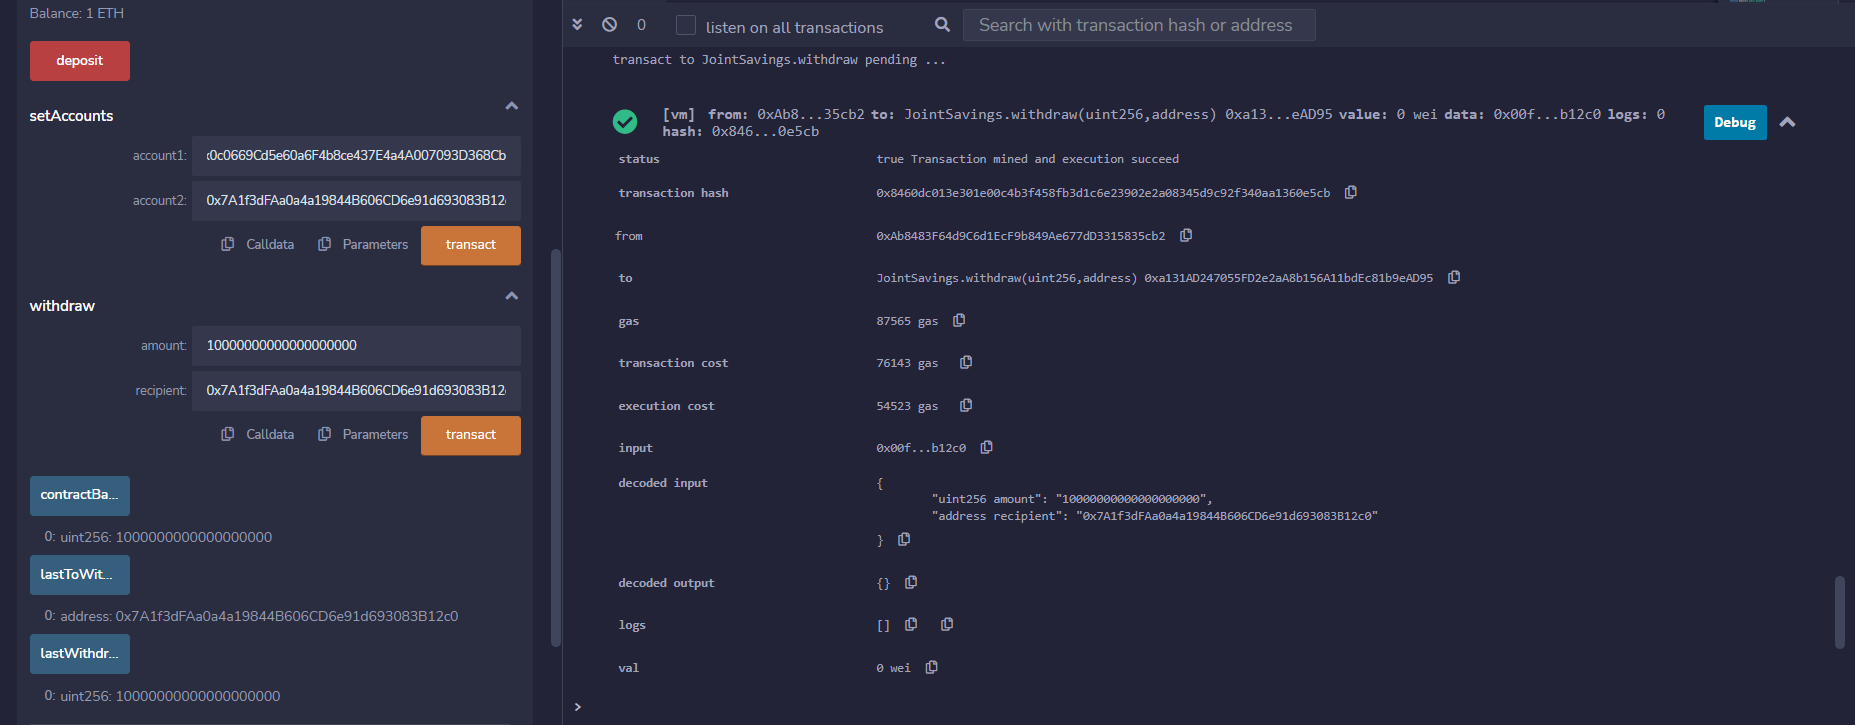 Balance: 1 ETH
deposit
setAccounts
account1: 0c0669Cd5e60a6F4b8ce437E4a4A007093D368Cb
account2: 0x7A1f3dFAa0a4a19844B606CD6e91d693083B12
Calldata Parameters transact
withdraw
amount: 10000000000000000000
recipient: 0x7A1f3dFAa0a4a19844B606CD6e91d693083B12
Calldata Parameters transact
contractBa...
0: uint256: 1000000000000000000
lastToWit...
0: address: 0x7A1f3dFAa0a4a19844B606CD6e91d693083B12c0
lastWithdr...
0: uint256: 10000000000000000000
0 listen on all transactions Search with transaction hash or address
transact to JointSavings.withdraw pending ...
[vm] from: 0xAb8...35cb2 to: JointSavings.withdraw(uint256,address) 0xa13...eAD95 value: 0 wei data: 0x00f...b12c0 logs: 0
hash: 0x846...0e5cb
Debug
status true Transaction mined and execution succeed
transaction hash 0x8460dc013e301e00c4b3f458fb3d1c6e23902e2a08345d9c92f340aa1360e5cb
from 0xAb8483F64d9C6d1EcF9b849Ae677dD3315835cb2
to JointSavings.withdraw(uint256,address) 0xa131AD247055FD2e2aA8b156A11bdEc81b9eAD95
gas 87565 gas
transaction cost 76143 gas
execution cost 54523 gas
input 0x00f...b12c0
decoded input {
"uint256 amount": "10000000000000000000",
"address recipient": "0x7A1f3dFAa0a4a19844B606CD6e91d693083B12c0"
}
decoded output {}
logs []
val 0 wei
>